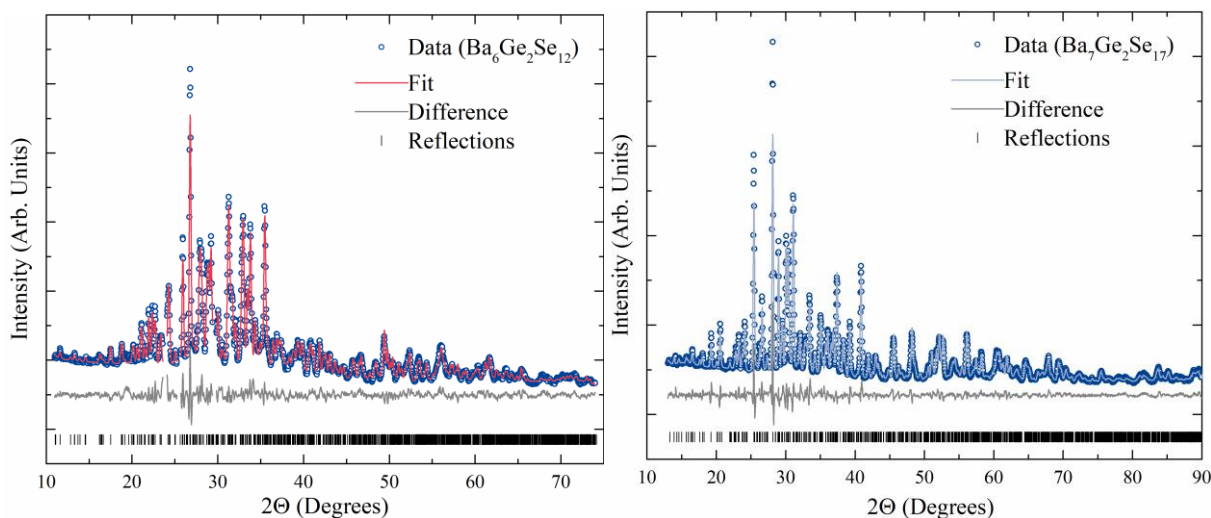 Data (Ba₆Ge₂Se₁₂)
Fit
Difference
Reflections
Intensity (Arb. Units)
10 20 30 40 50 60 70
2Θ (Degrees)
Data (Ba₇Ge₂Se₁₇)
Fit
Difference
Reflections
Intensity (Arb. Units)
10 20 30 40 50 60 70 80 90
2Θ (Degrees)